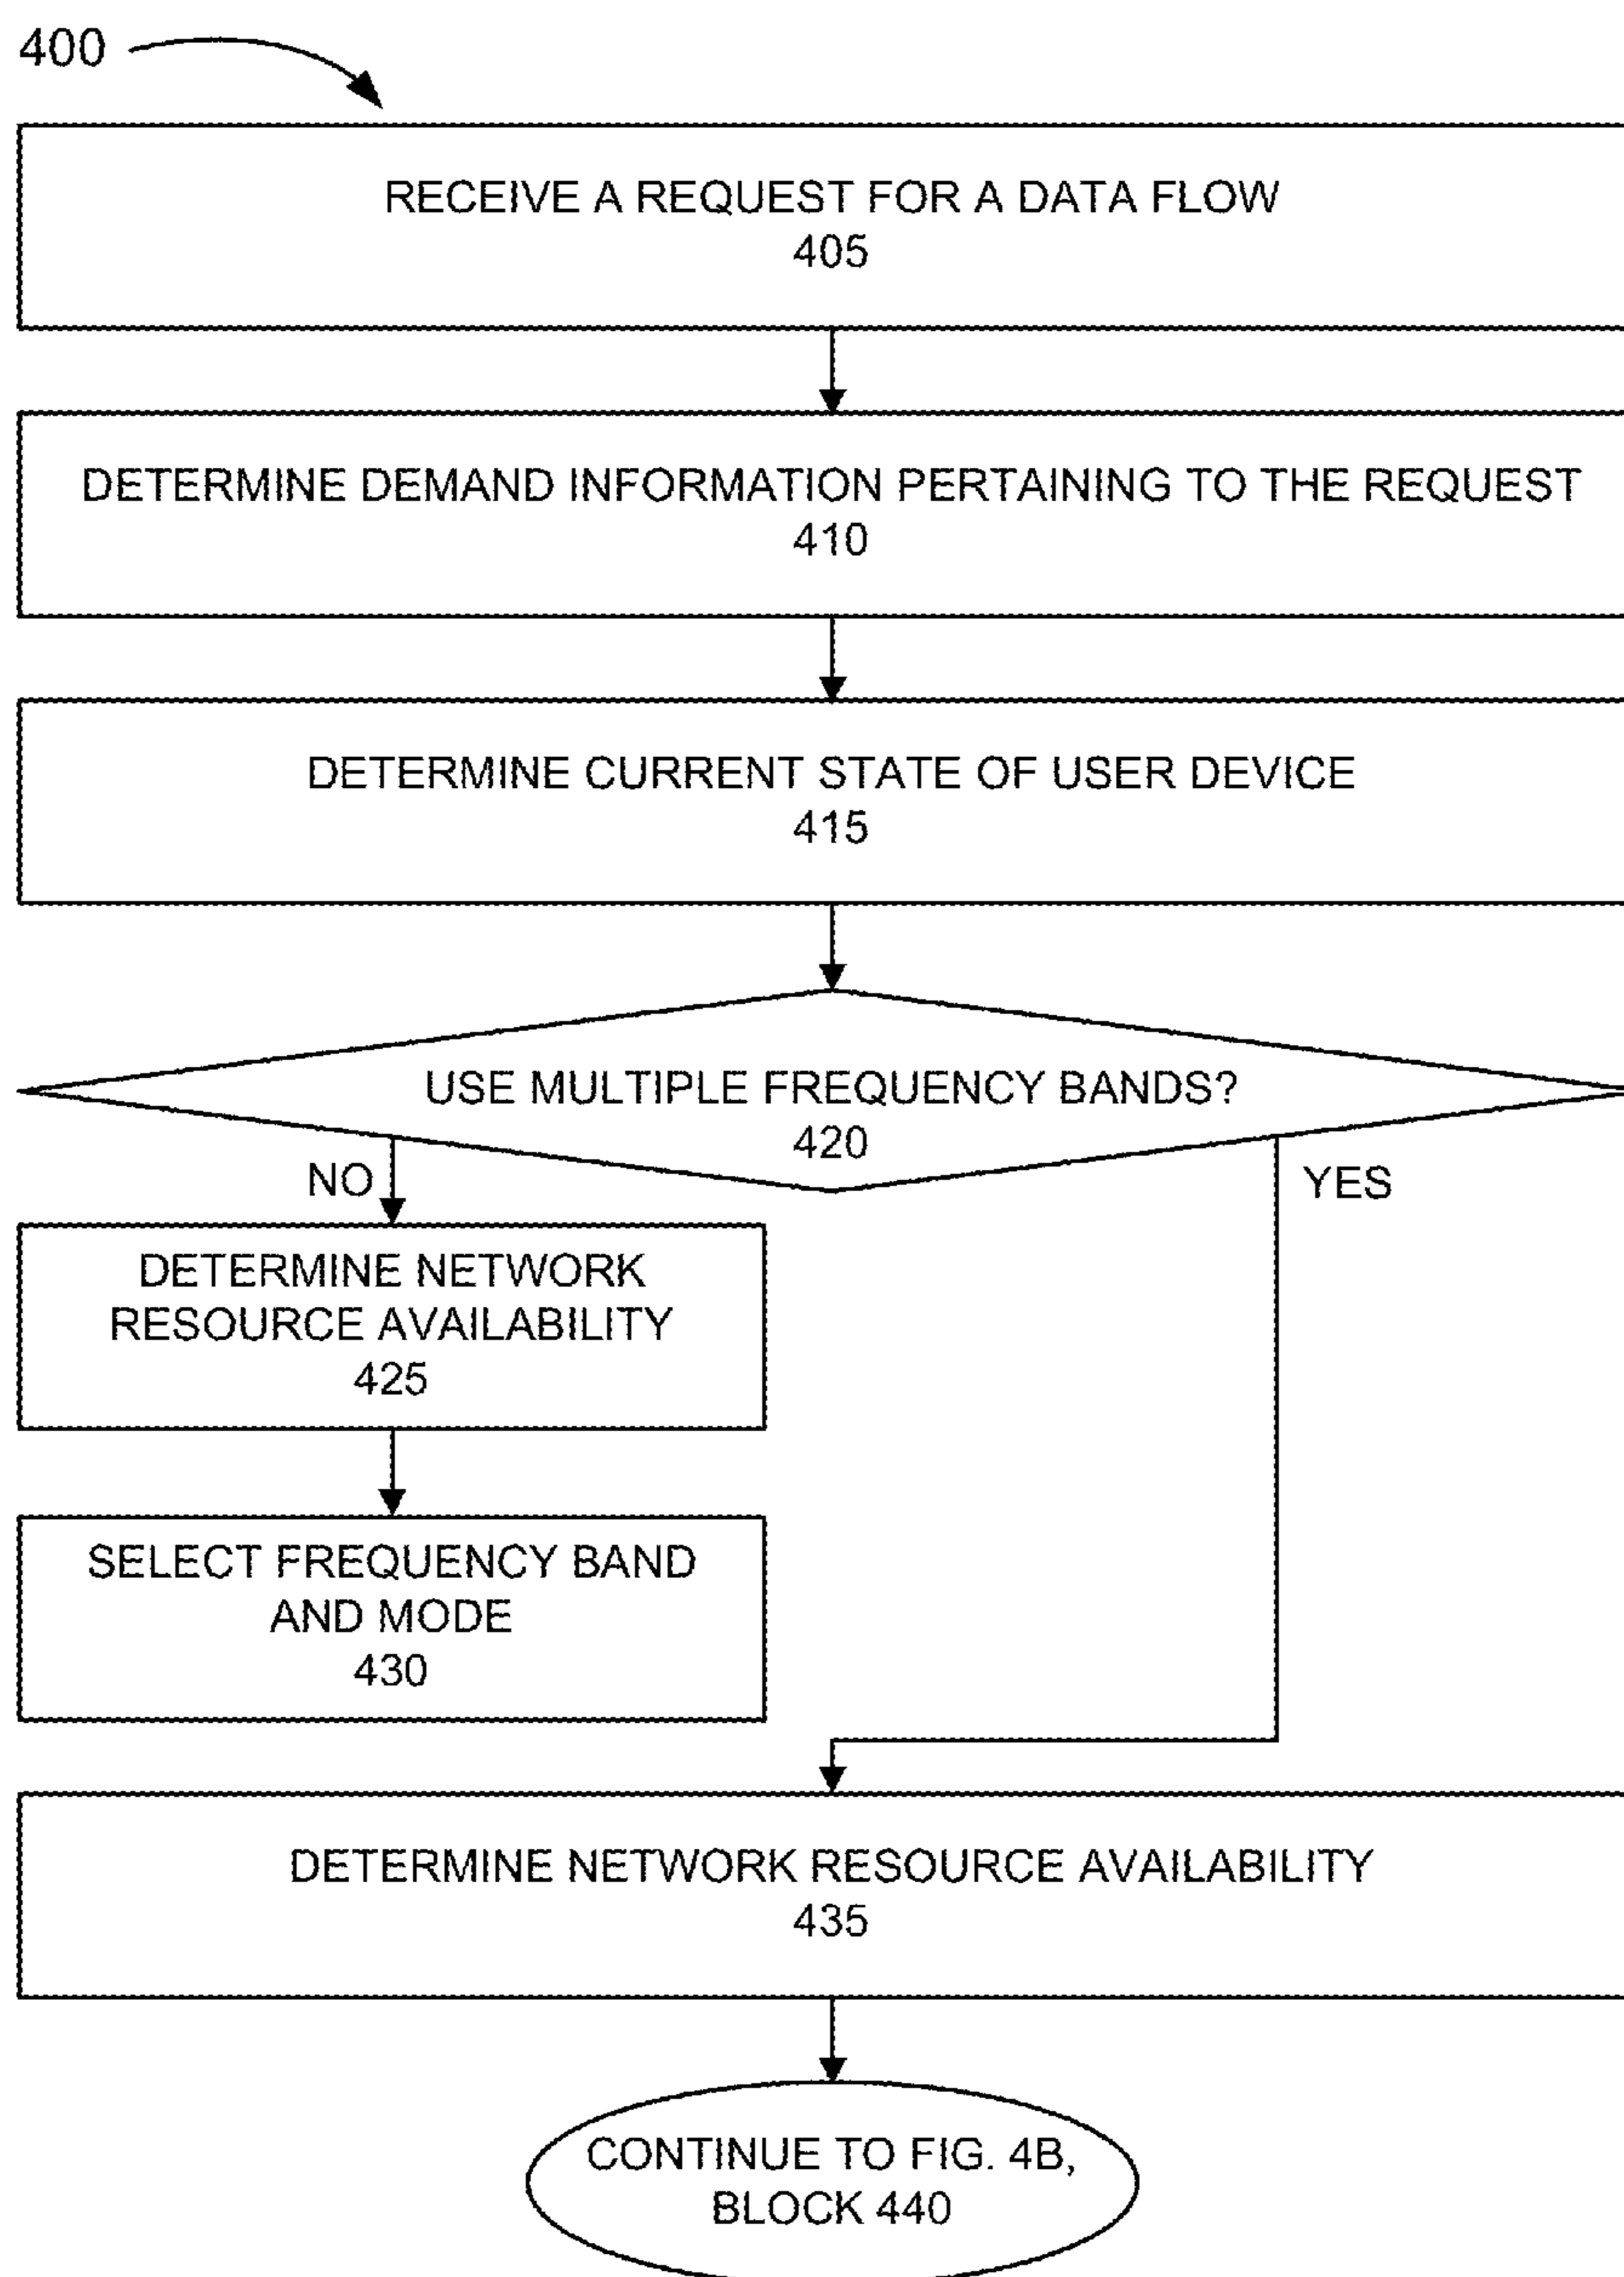 400
RECEIVE A REQUEST FOR A DATA FLOW
405
DETERMINE DEMAND INFORMATION PERTAINING TO THE REQUEST
410
DETERMINE CURRENT STATE OF USER DEVICE
415
USE MULTIPLE FREQUENCY BANDS?
420
NO
YES
DETERMINE NETWORK
RESOURCE AVAILABILITY
425
SELECT FREQUENCY BAND
AND MODE
430
DETERMINE NETWORK RESOURCE AVAILABILITY
435
CONTINUE TO FIG. 4B,
BLOCK 440